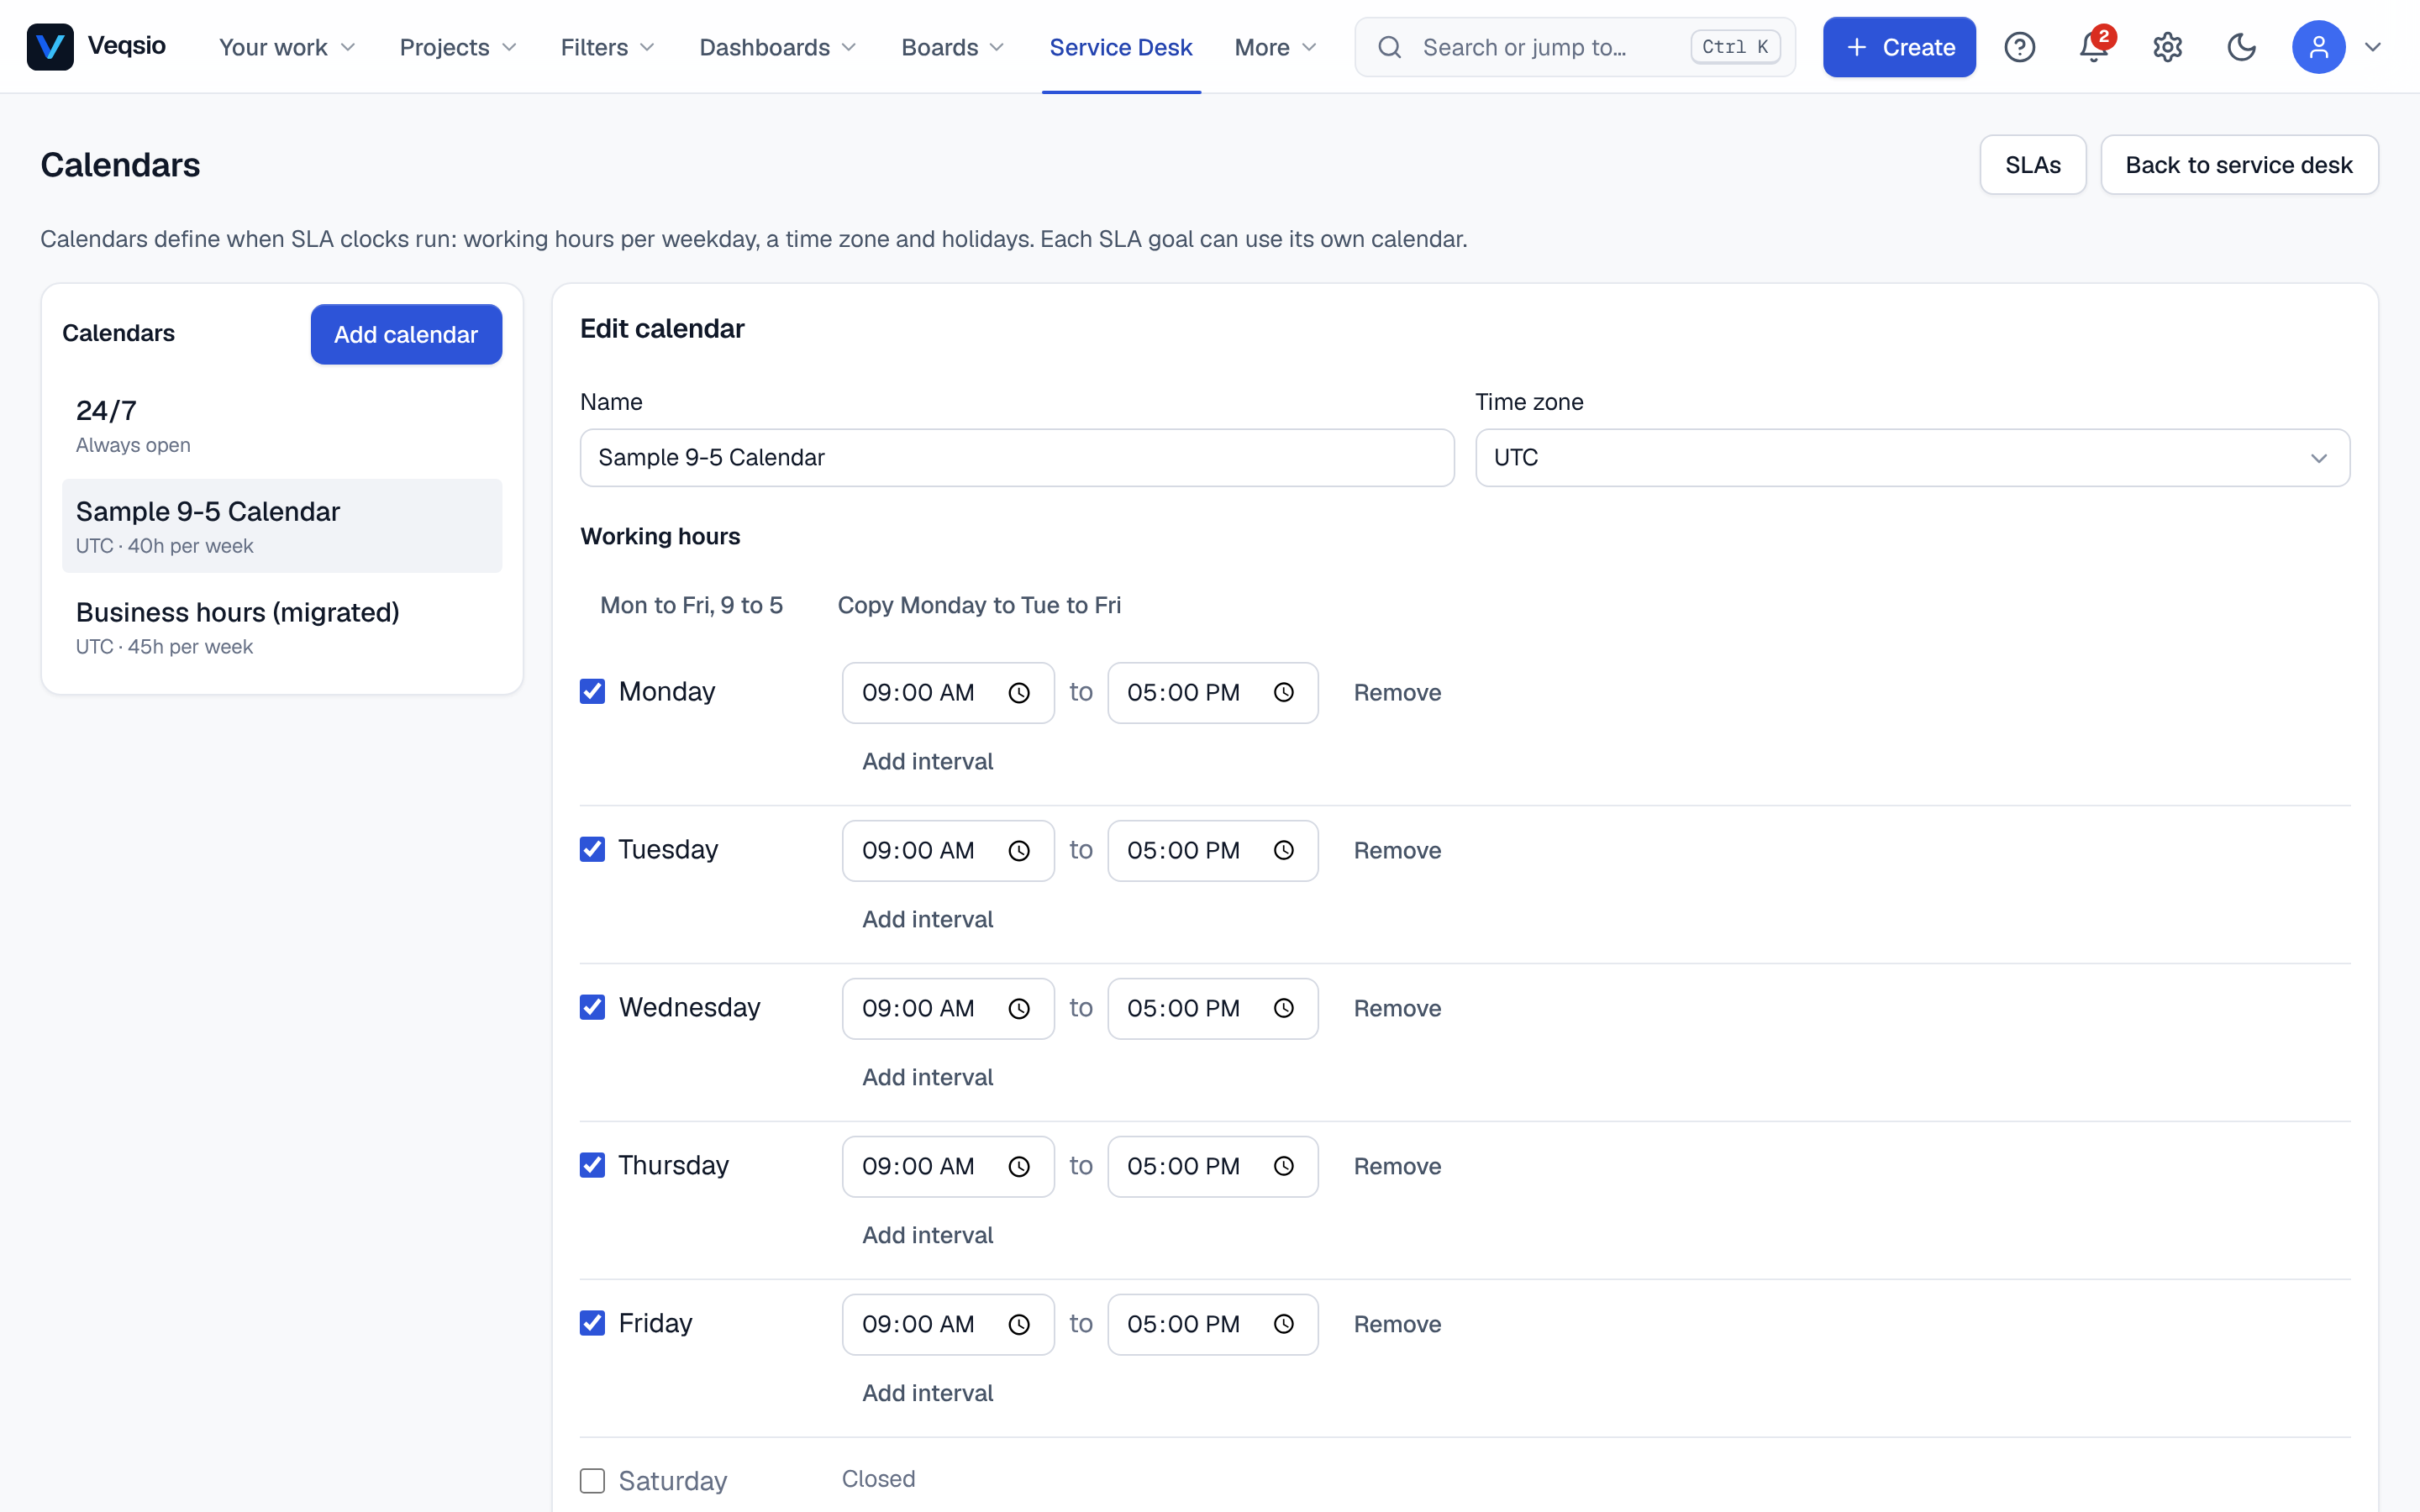 Veqsio
Your work
Projects
Filters
Dashboards
Boards
Service Desk
More
Search or jump to...
Ctrl K
Create
2
Calendars
SLAs
Back to service desk
Calendars define when SLA clocks run: working hours per weekday, a time zone and holidays. Each SLA goal can use its own calendar.
Calendars
Add calendar
24/7
Always open
Sample 9-5 Calendar
UTC · 40h per week
Business hours (migrated)
UTC · 45h per week
Edit calendar
Name
Time zone
Sample 9-5 Calendar
UTC
Working hours
Mon to Fri, 9 to 5
Copy Monday to Tue to Fri
Monday 09:00 AM to 05:00 PM Remove
Add interval
Tuesday 09:00 AM to 05:00 PM Remove
Add interval
Wednesday 09:00 AM to 05:00 PM Remove
Add interval
Thursday 09:00 AM to 05:00 PM Remove
Add interval
Friday 09:00 AM to 05:00 PM Remove
Add interval
Saturday Closed